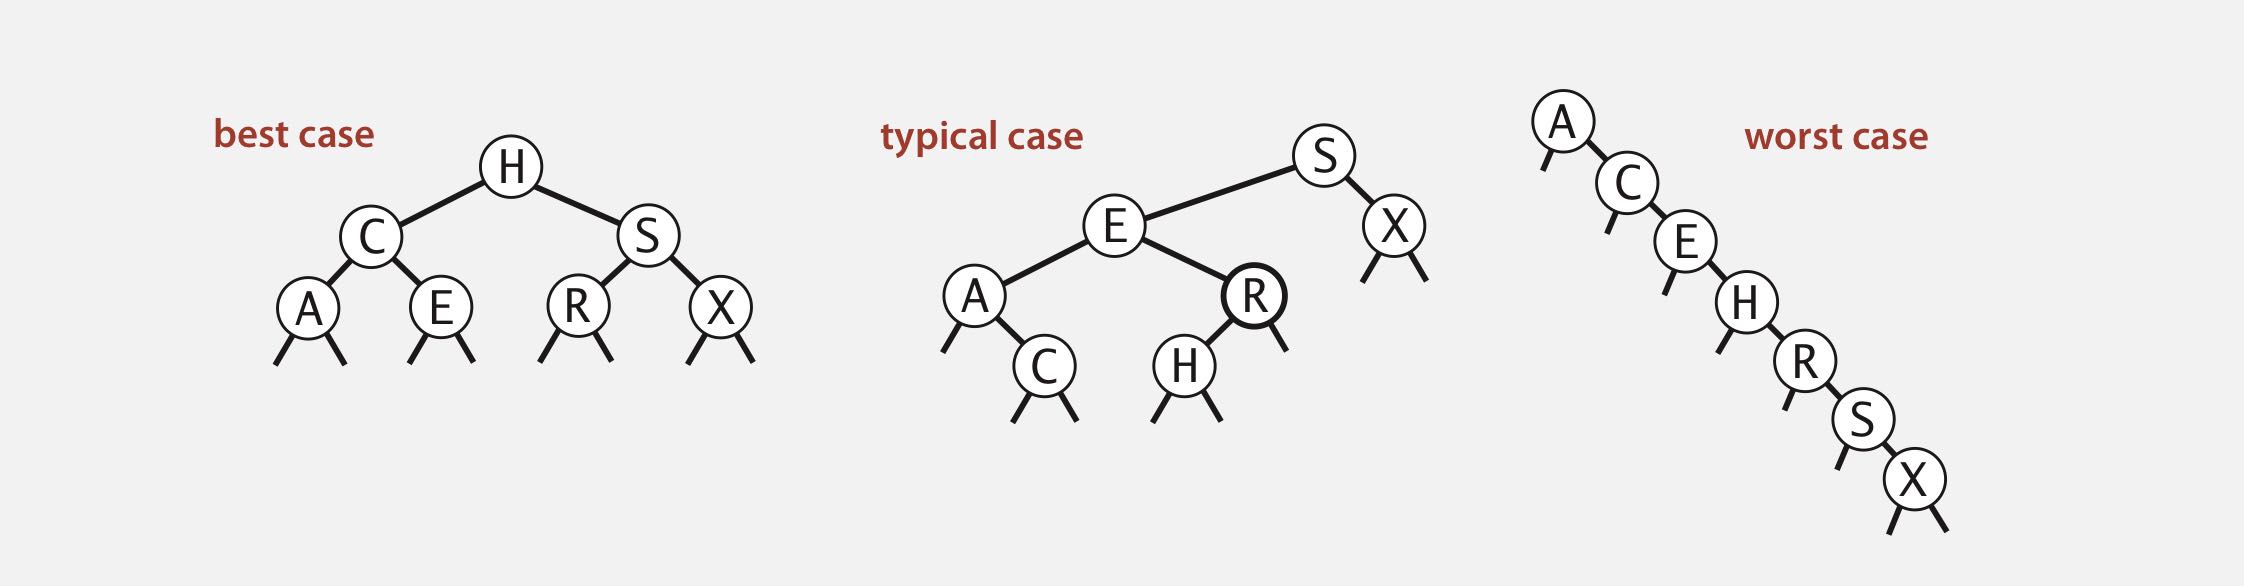 best case
H
C S
A E R X
typical case
S
E X
A R
C H
worst case
A
C
E
H
R
S
X